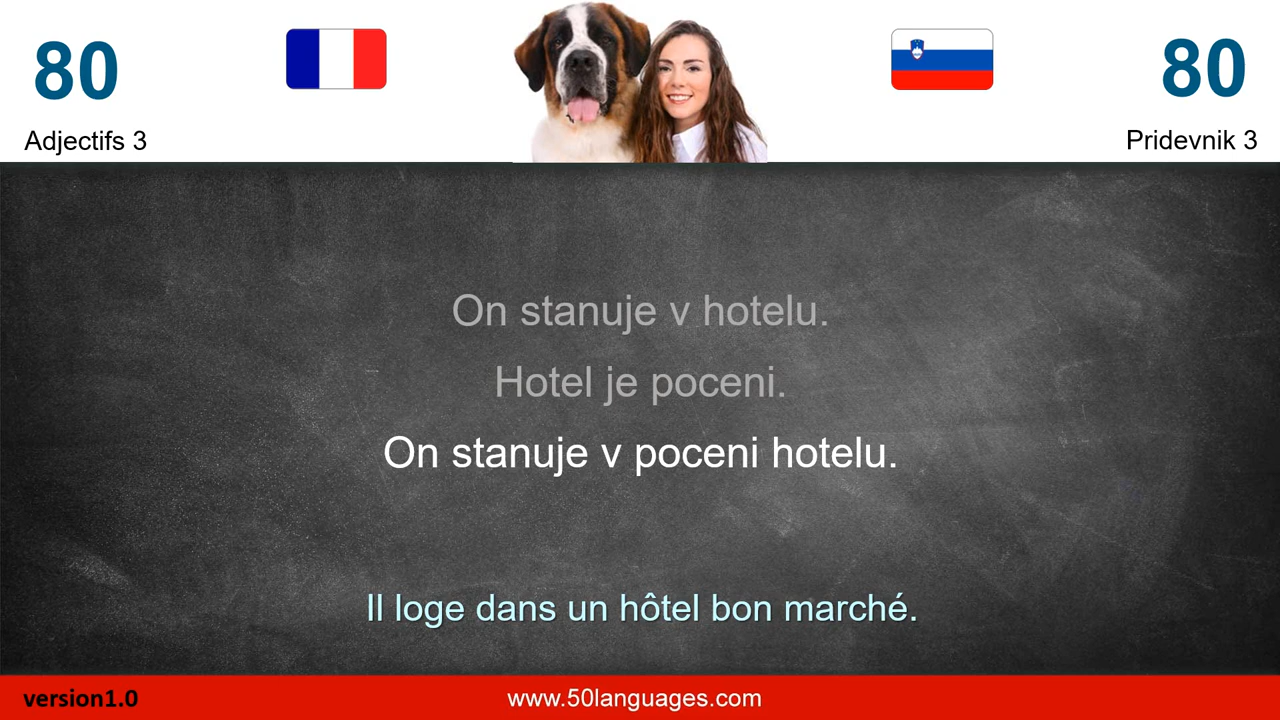 80
80
Adjectifs 3
Pridevnik 3
On stanuje v hotelu.
Hotel je poceni.
On stanuje v poceni hotelu.
Il loge dans un hôtel bon marché.
version1.0
www.50languages.com